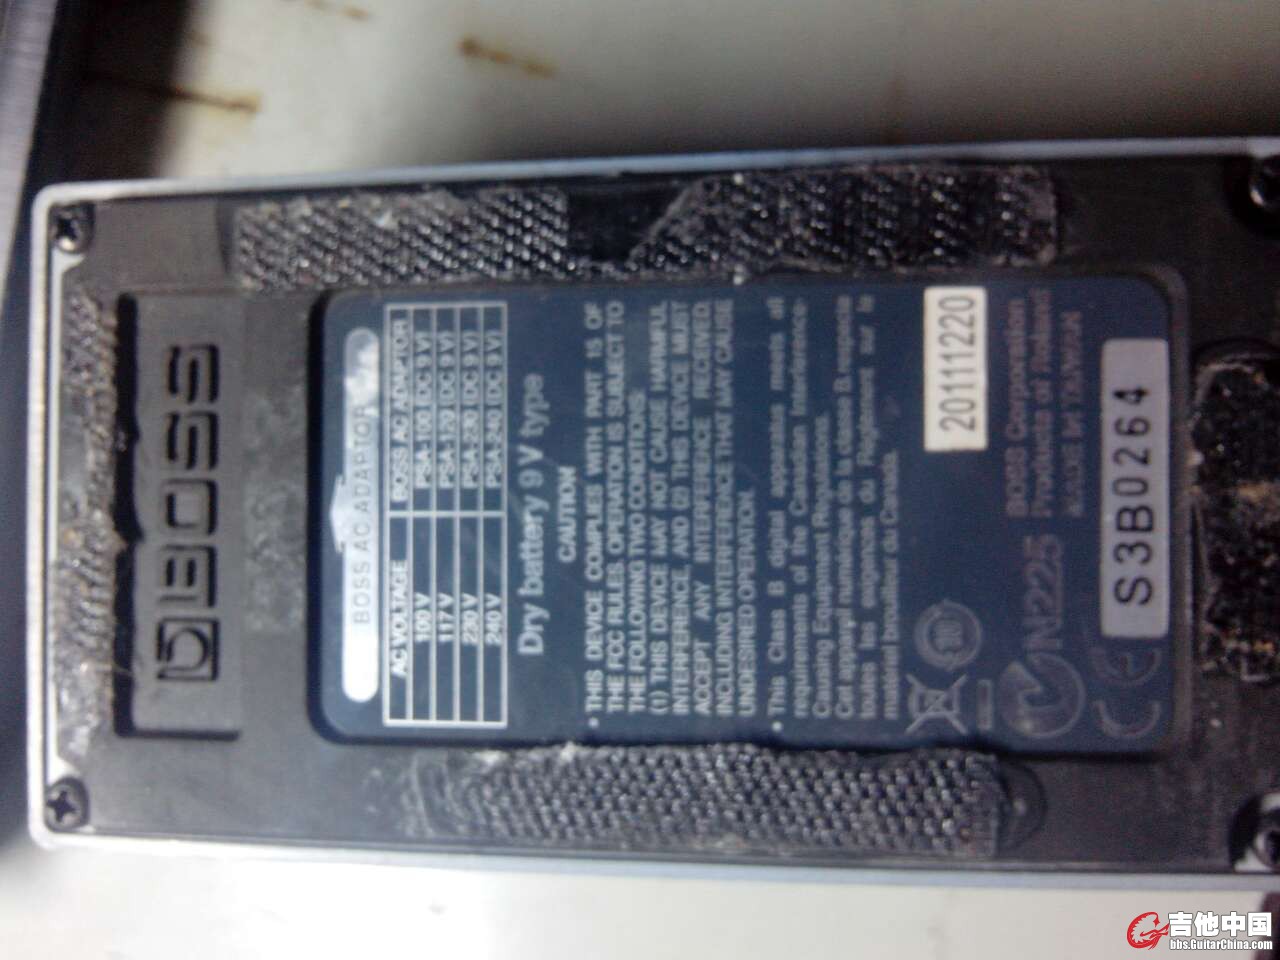 BOSS
BOSS AC ADAPTOR
AC VOLTAGE BOSS AC ADAPTOR
100 V PSA-100 (DC 9 V)
117 V PSA-120 (DC 9 V)
230 V PSA-230 (DC 9 V)
240 V PSA-240 (DC 9 V)
Dry battery 9 V type
CAUTION
• THIS DEVICE COMPLIES WITH PART 15 OF
THE FCC RULES. OPERATION IS SUBJECT TO
THE FOLLOWING TWO CONDITIONS:
(1) THIS DEVICE MAY NOT CAUSE HARMFUL
INTERFERENCE, AND (2) THIS DEVICE MUST
ACCEPT ANY INTERFERENCE RECEIVED,
INCLUDING INTERFERENCE THAT MAY CAUSE
UNDESIRED OPERATION.
• This Class B digital apparatus meets all
requirements of the Canadian Interference-
Causing Equipment Regulations.
Cet appareil numérique de la classe B respecte
toutes les exigences du Règlement sur le
matériel brouilleur du Canada.
20111220
10
N225
BOSS Corporation
Products of Roland
MADE IN TAIWAN
CE
S3B0264
吉他中国
bbs.GuitarChina.com